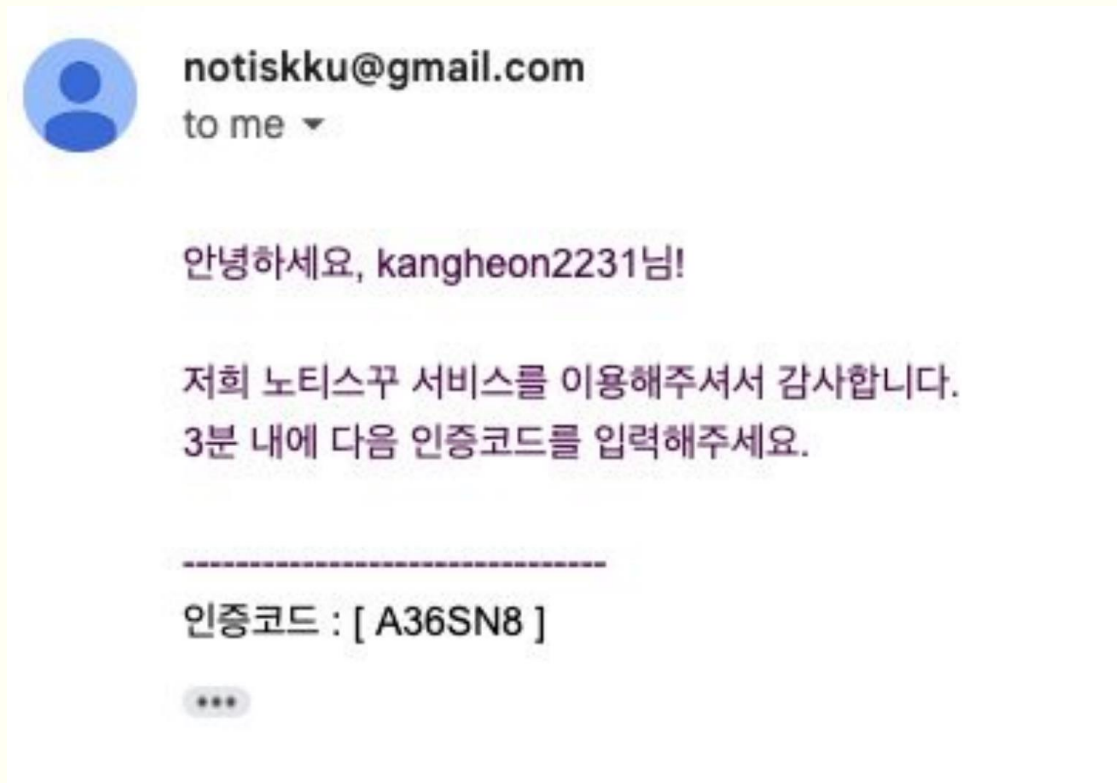 notiskku@gmail.com
to me
안녕하세요, kangheon2231님!
저희 노티스꾸 서비스를 이용해주셔서 감사합니다.
3분 내에 다음 인증코드를 입력해주세요.
--------------------------------
인증코드 : [ A36SN8 ]